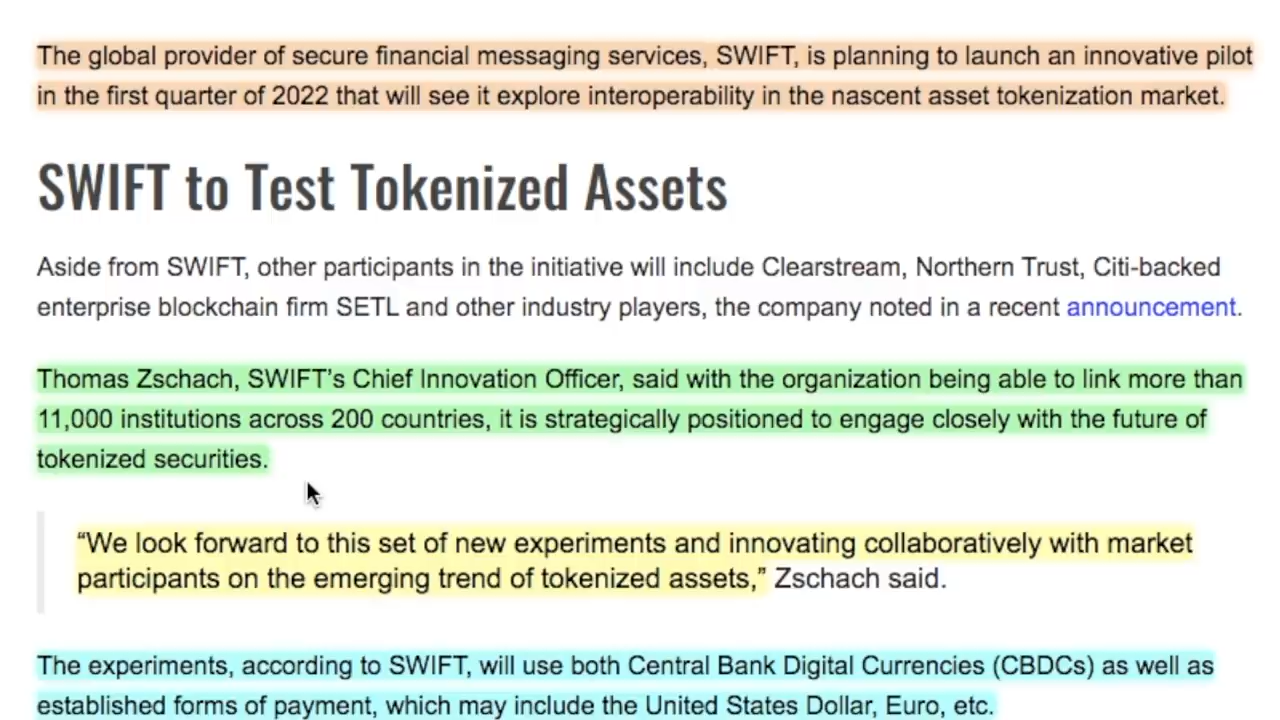 The global provider of secure financial messaging services, SWIFT, is planning to launch an innovative pilot
in the first quarter of 2022 that will see it explore interoperability in the nascent asset tokenization market.
SWIFT to Test Tokenized Assets
Aside from SWIFT, other participants in the initiative will include Clearstream, Northern Trust, Citi-backed
enterprise blockchain firm SETL and other industry players, the company noted in a recent announcement.
Thomas Zschach, SWIFT’s Chief Innovation Officer, said with the organization being able to link more than
11,000 institutions across 200 countries, it is strategically positioned to engage closely with the future of
tokenized securities.
“We look forward to this set of new experiments and innovating collaboratively with market
participants on the emerging trend of tokenized assets,” Zschach said.
The experiments, according to SWIFT, will use both Central Bank Digital Currencies (CBDCs) as well as
established forms of payment, which may include the United States Dollar, Euro, etc.